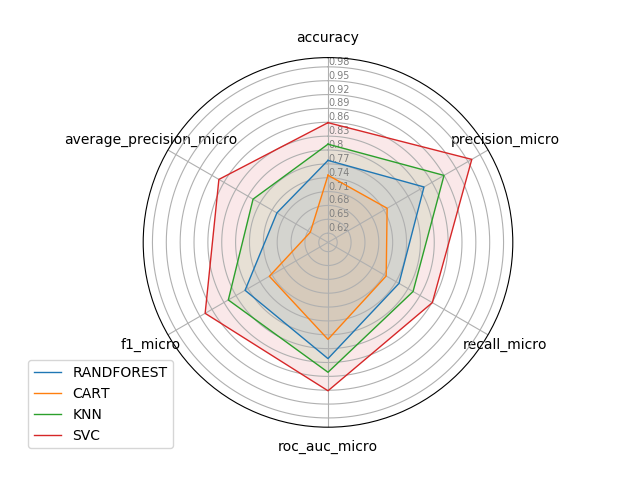 accuracy
0.98
0.95
0.92
0.89
0.86
0.83
0.8
0.77
0.74
0.71
0.68
0.65
0.62
average_precision_micro
precision_micro
f1_micro
recall_micro
roc_auc_micro
RANDFOREST
CART
KNN
SVC